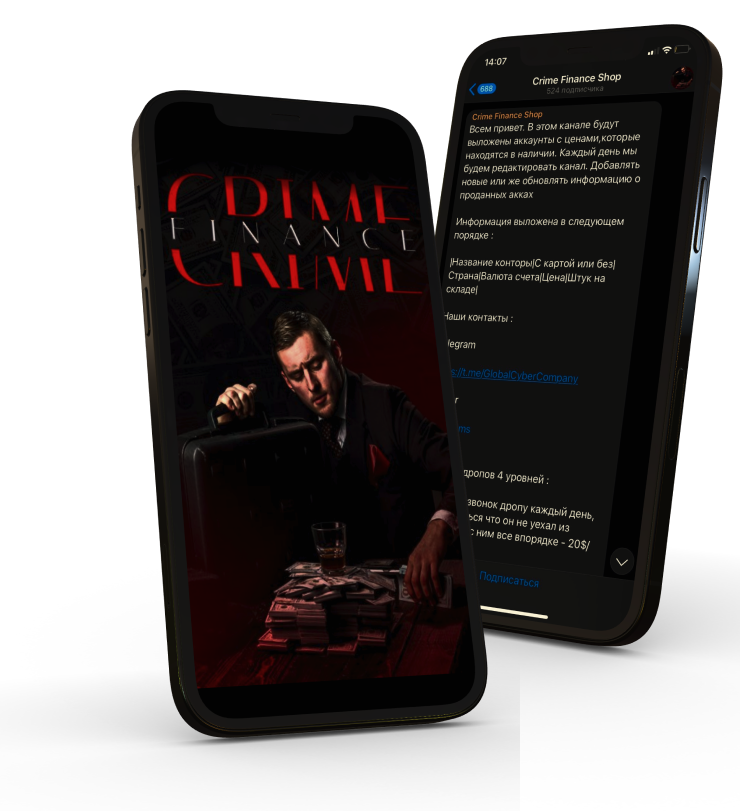 CRIME
FINANCE
CRIME
14:07
688
Crime Finance Shop
524 подписчика
Crime Finance Shop
Всем привет. В этом канале будут
выложены аккаунты с ценами,которые
находятся в наличии. Каждый день мы
будем редактировать канал. Добавлять
новые или же обновлять информацию о
проданных акках
Информация выложена в следующем
порядке :
|Название конторы|С картой или без|
Страна|Валюта счета|Цена|Штук на
складе|
Наши контакты :
legram
s://t.me/GlobalCyberCompany
ms
дропов 4 уровней :
звонок дропу каждый день,
ься что он не уехал из
с ним все впорядке - 20$/
Подписаться